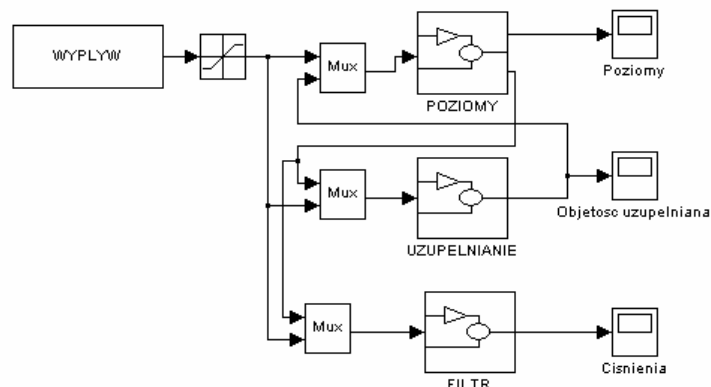 WYPLYW
Mux
POZIOMY
Poziomy
Mux
UZUPELNIANIE
Objetosc uzupelniana
Mux
FILTR
Cisnienia